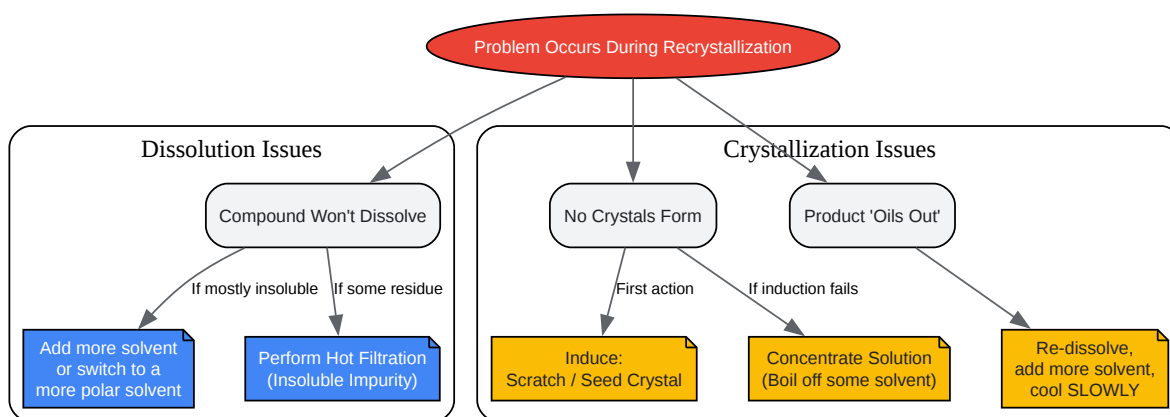 Problem Occurs During Recrystallization
Dissolution Issues
Crystallization Issues
Compound Won't Dissolve
No Crystals Form
Product 'Oils Out'
If mostly insoluble
If some residue
First action
If induction fails
Add more solvent
or switch to a
more polar solvent
Perform Hot Filtration
(Insoluble Impurity)
Induce:
Scratch / Seed Crystal
Concentrate Solution
(Boil off some solvent)
Re-dissolve,
add more solvent,
cool SLOWLY